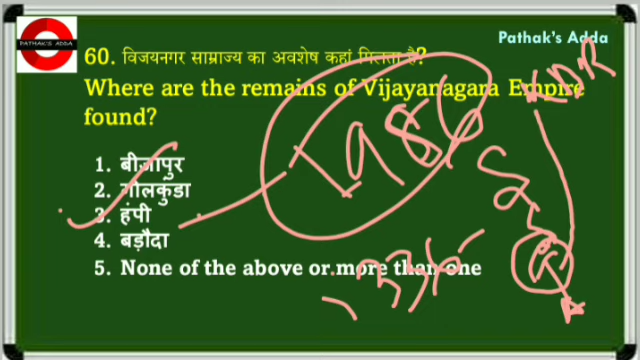 PATHAK'S ADDA
Pathak's Adda
60. विजयनगर साम्राज्य का अवशेष कहां मिलता है?
Where are the remains of Vijayanagara Empire
found?
1. बीजापुर
2. गोलकुंडा
3. हंपी
4. बड़ौदा
5. None of the above or more than one
1986
1336